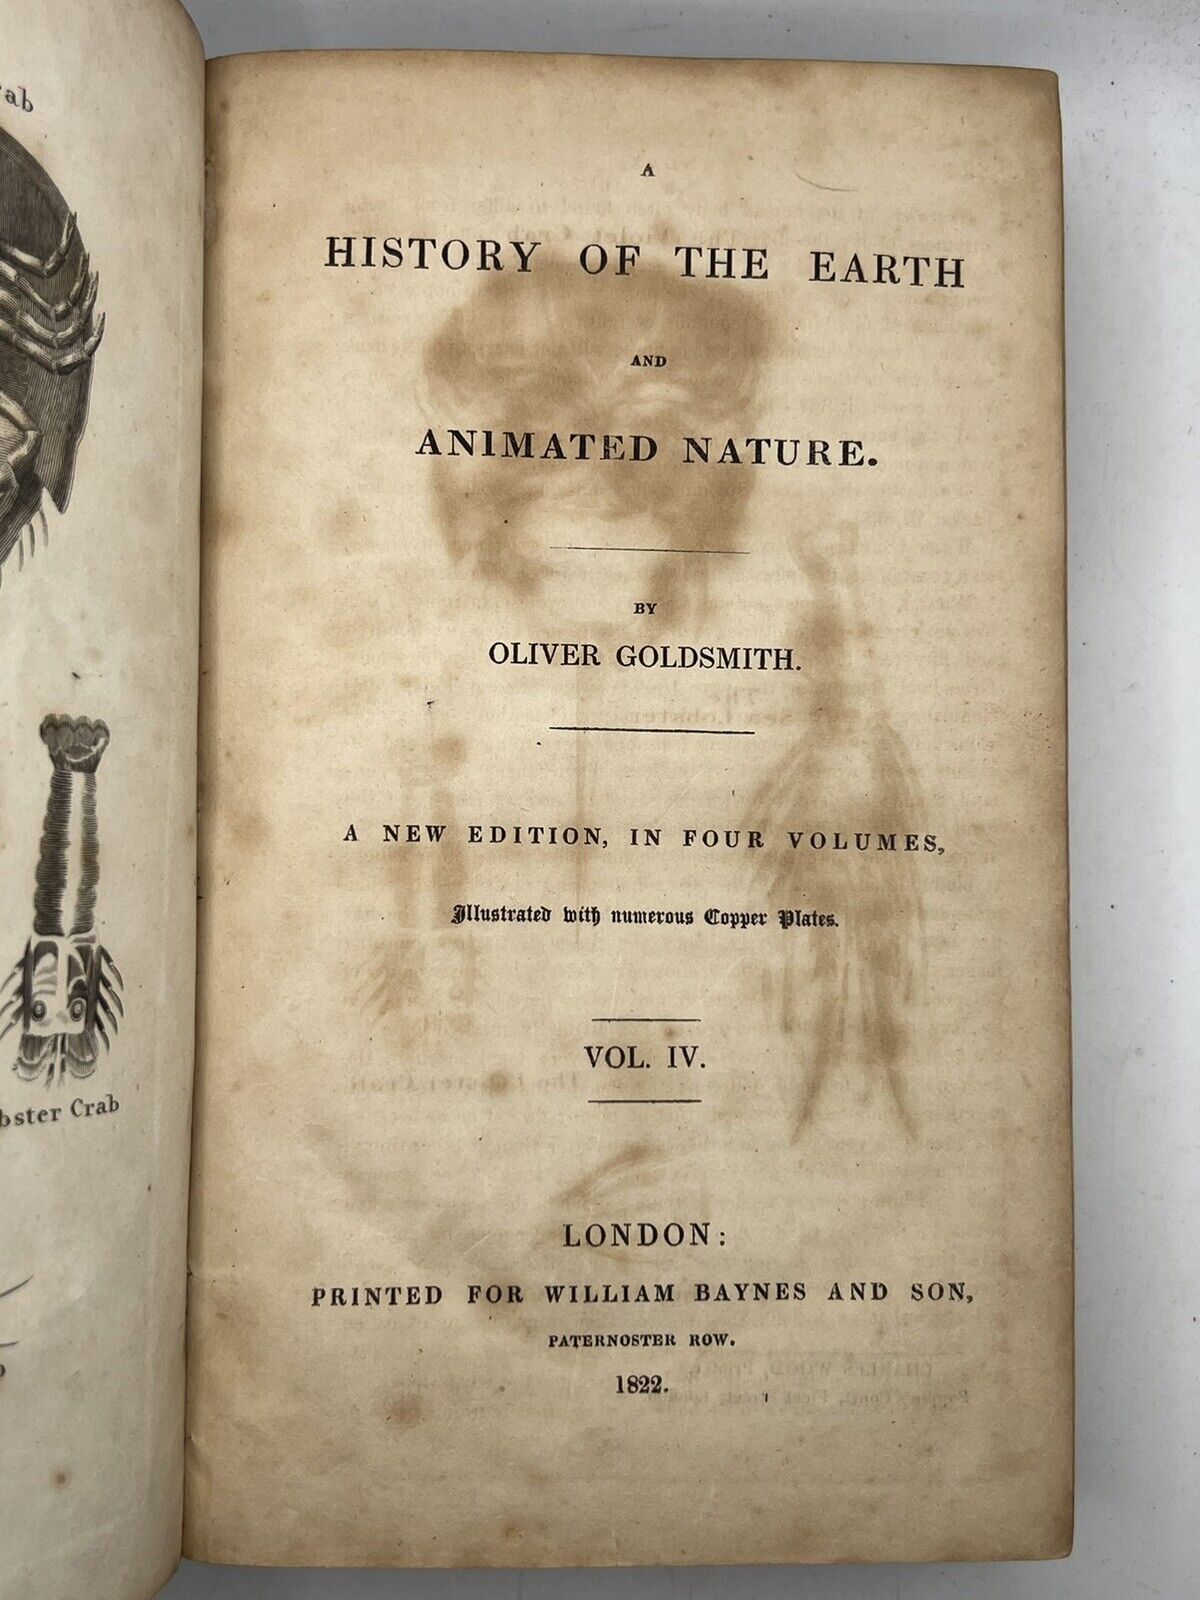 A
HISTORY OF THE EARTH
AND
ANIMATED NATURE.
BY
OLIVER GOLDSMITH.
A NEW EDITION, IN FOUR VOLUMES,
Illustrated with numerous Copper Plates.
VOL. IV.
LONDON:
PRINTED FOR WILLIAM BAYNES AND SON,
PATERNOSTER ROW.
1822.
Crab